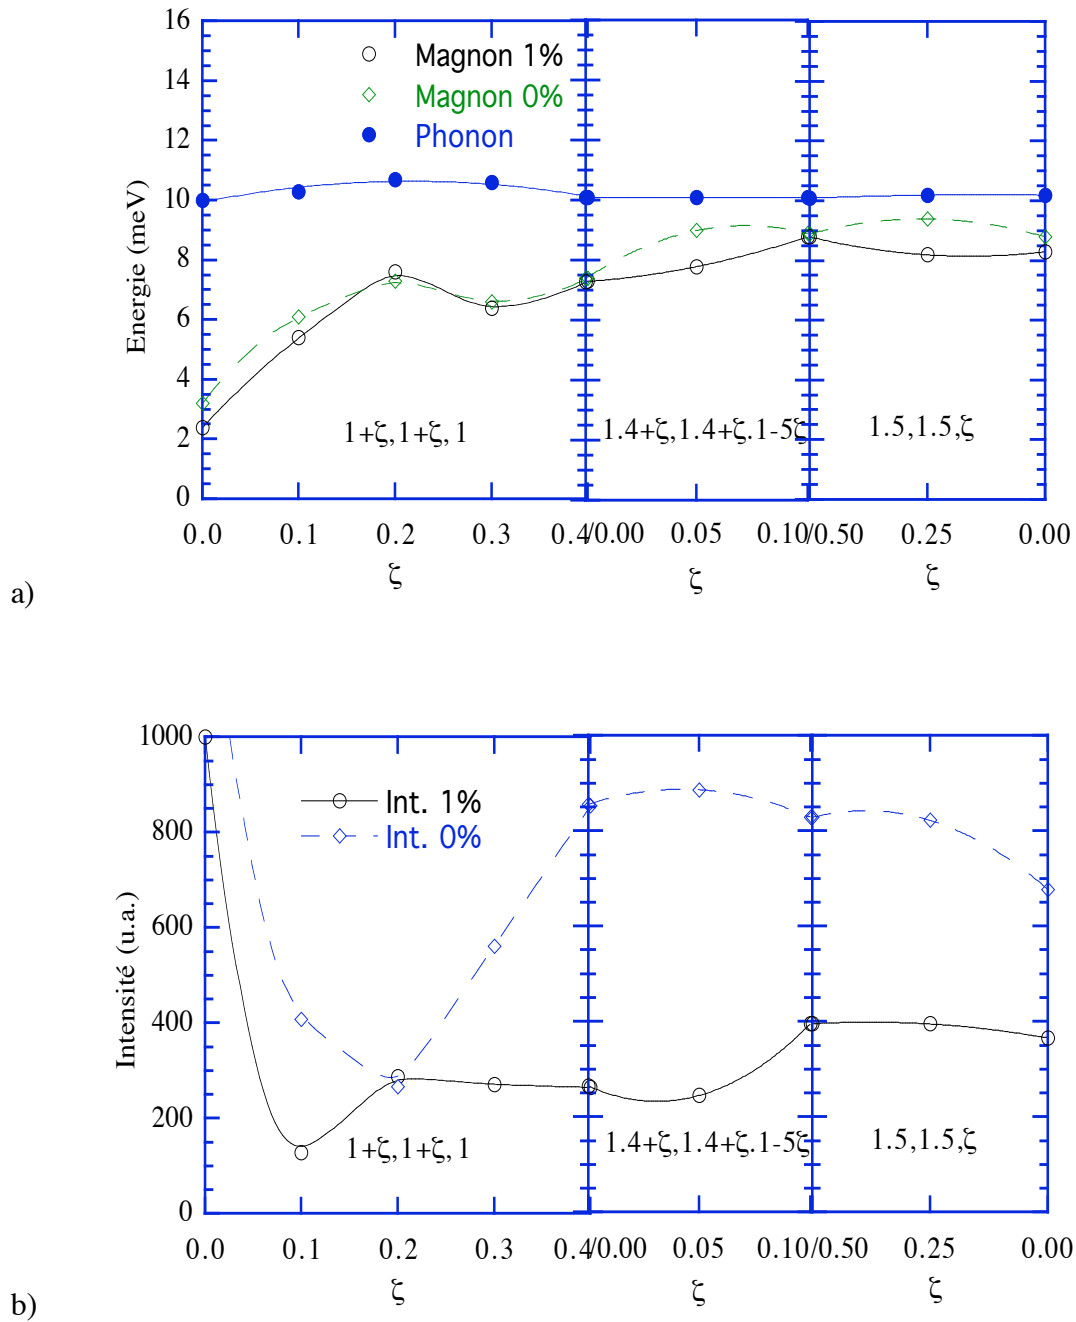 16
14
12
10
8
6
4
2
0
Energie (meV)
Magnon 1%
Magnon 0%
Phonon
1+ζ,1+ζ, 1
1.4+ζ,1.4+ζ.1-5ζ
1.5,1.5,ζ
0.0 0.1 0.2 0.3 0.4/0.00 0.05 0.10/0.50 0.25 0.00
ζ ζ ζ
a)
1000
800
600
400
200
0
Intensité (u.a.)
Int. 1%
Int. 0%
1+ζ,1+ζ, 1
1.4+ζ,1.4+ζ.1-5ζ
1.5,1.5,ζ
0.0 0.1 0.2 0.3 0.4/0.00 0.05 0.10/0.50 0.25 0.00
ζ ζ ζ
b)